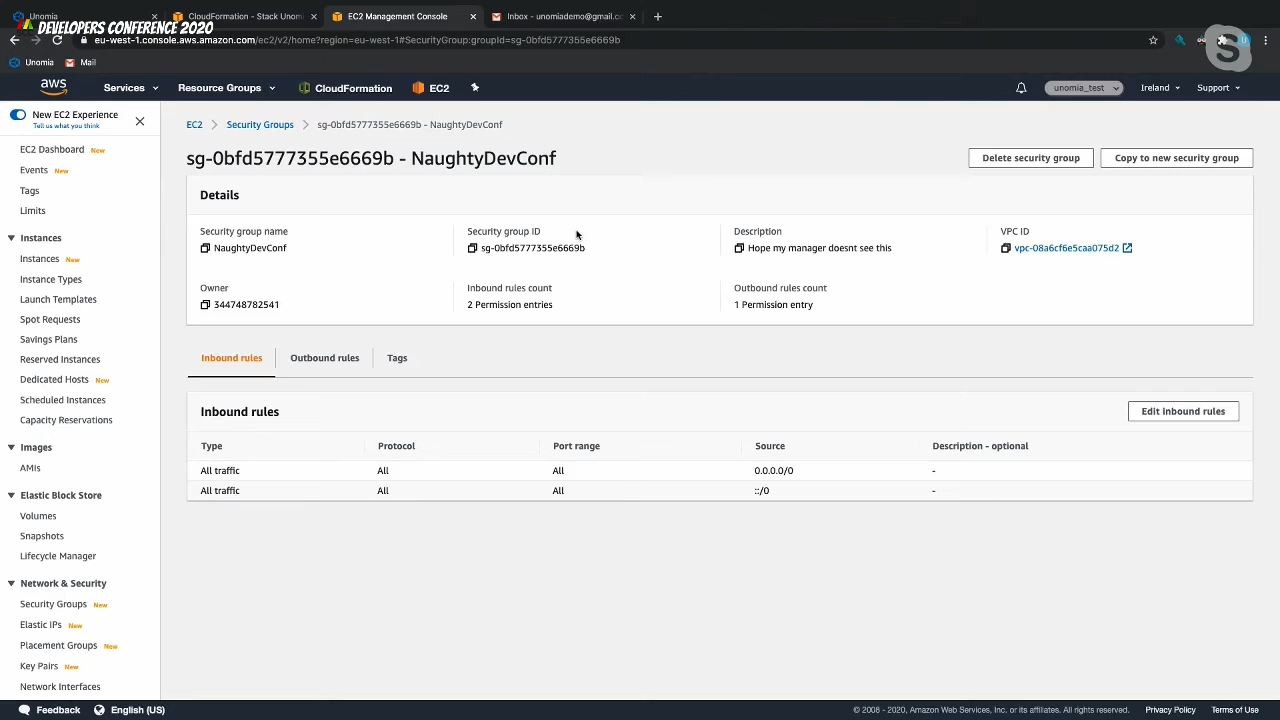 Unomia
CloudFormation - Stack Unomi
EC2 Management Console
Inbox - unomiademo@gmail.c
DEVELOPERS CONFERENCE 2020
eu-west-1.console.aws.amazon.com/ec2/v2/home?region=eu-west-1#SecurityGroup:groupId=sg-0bfd5777355e6669b
Unomia
Mail
aws
Services
Resource Groups
CloudFormation
EC2
unomia_test
Ireland
Support
New EC2 Experience
Tell us what you think
EC2 Dashboard New
Events New
Tags
Limits
Instances
Instances New
Instance Types
Launch Templates
Spot Requests
Savings Plans
Reserved Instances
Dedicated Hosts New
Scheduled Instances
Capacity Reservations
Images
AMIs
Elastic Block Store
Volumes
Snapshots
Lifecycle Manager
Network & Security
Security Groups New
Elastic IPs New
Placement Groups New
Key Pairs New
Network Interfaces
EC2 > Security Groups > sg-0bfd5777355e6669b - NaughtyDevConf
sg-0bfd5777355e6669b - NaughtyDevConf
Delete security group
Copy to new security group
Details
Security group name
NaughtyDevConf
Security group ID
sg-0bfd5777355e6669b
Description
Hope my manager doesnt see this
VPC ID
vpc-08a6cf6e5caa075d2
Owner
344748782541
Inbound rules count
2 Permission entries
Outbound rules count
1 Permission entry
Inbound rules
Outbound rules
Tags
Inbound rules
Edit inbound rules
Type Protocol Port range Source Description - optional
All traffic All All 0.0.0.0/0 -
All traffic All All ::/0 -
Feedback
English (US)
© 2008 - 2020, Amazon Web Services, Inc. or its affiliates. All rights reserved.
Privacy Policy
Terms of Use